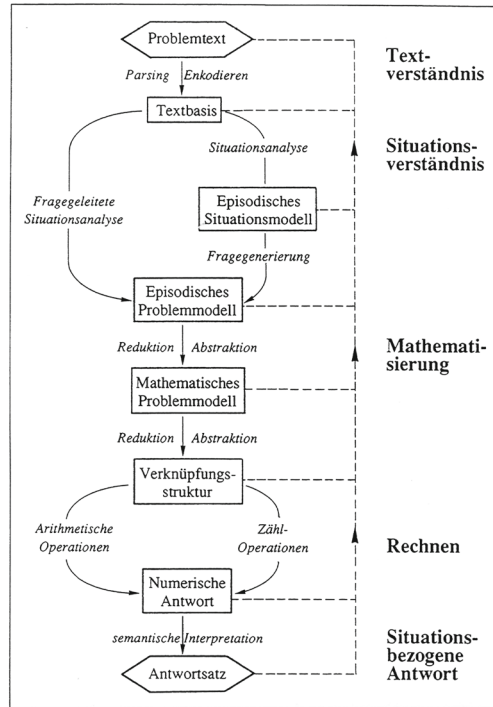 Problemtext
Text-
verständnis
Parsing Enkodieren
Textbasis
Situations-
verständnis
Situationsanalyse
Fragegeleitete
Situationsanalyse
Episodisches
Situationsmodell
Fragegenerierung
Episodisches
Problemmodell
Reduktion Abstraktion
Mathemati-
sierung
Mathematisches
Problemmodell
Reduktion Abstraktion
Verknüpfungs-
struktur
Arithmetische
Operationen
Zähl-
Operationen
Rechnen
Numerische
Antwort
semantische Interpretation
Situations-
bezogene
Antwort
Antwortsatz